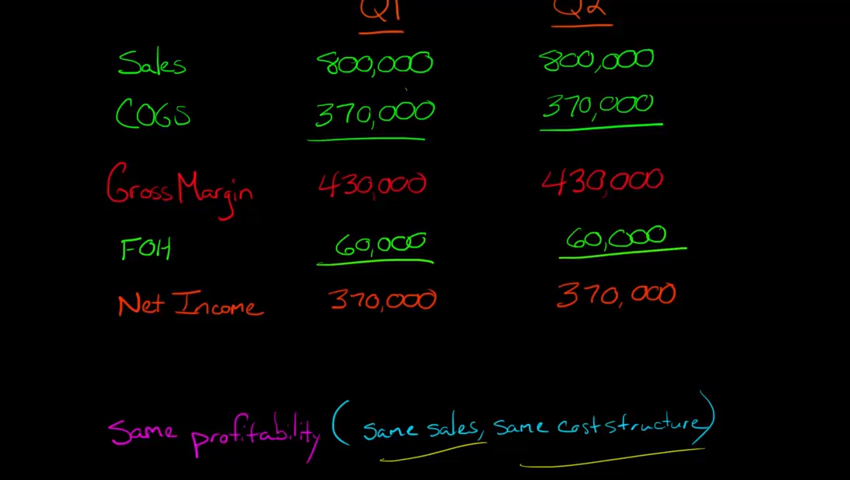 Q1 Q2
Sales 800,000 800,000
COGS 370,000 370,000
Gross Margin 430,000 430,000
FOH 60,000 60,000
Net Income 370,000 370,000
Same profitability (same sales, same cost structure)